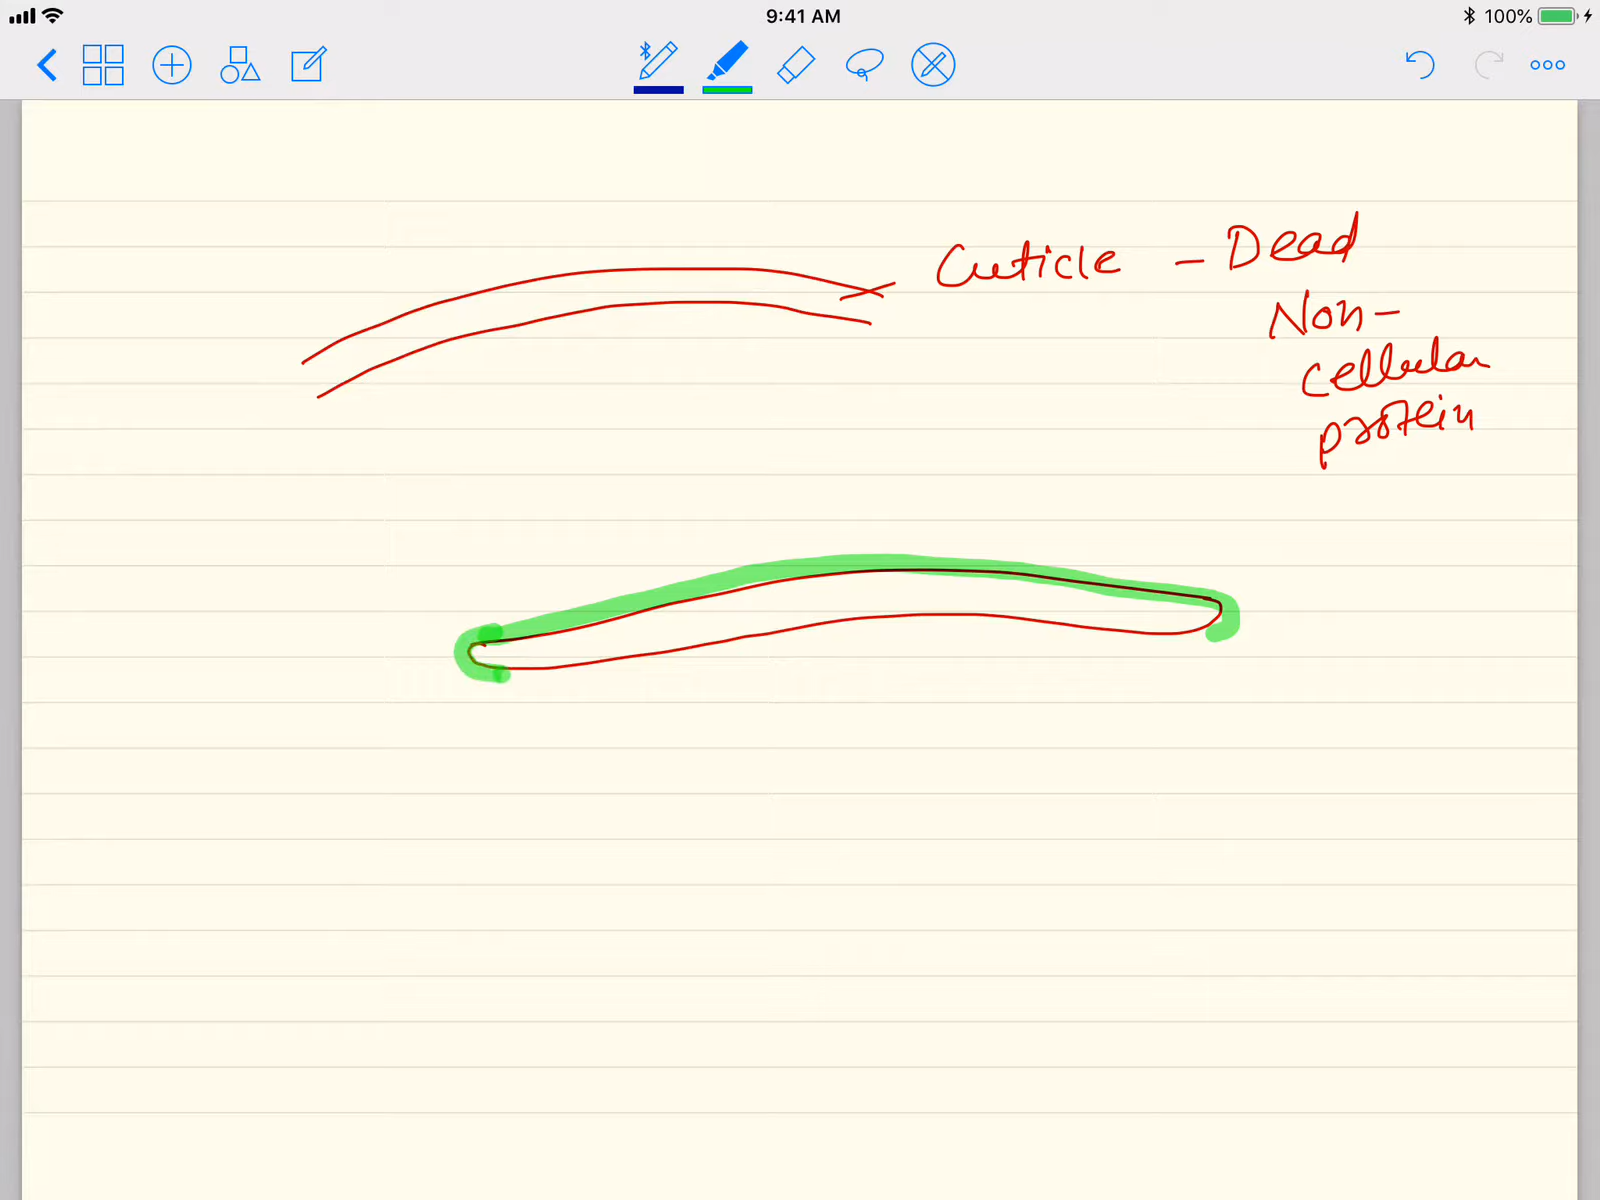 9:41 AM
100%
Cuticle - Dead
Non-
cellular
protein